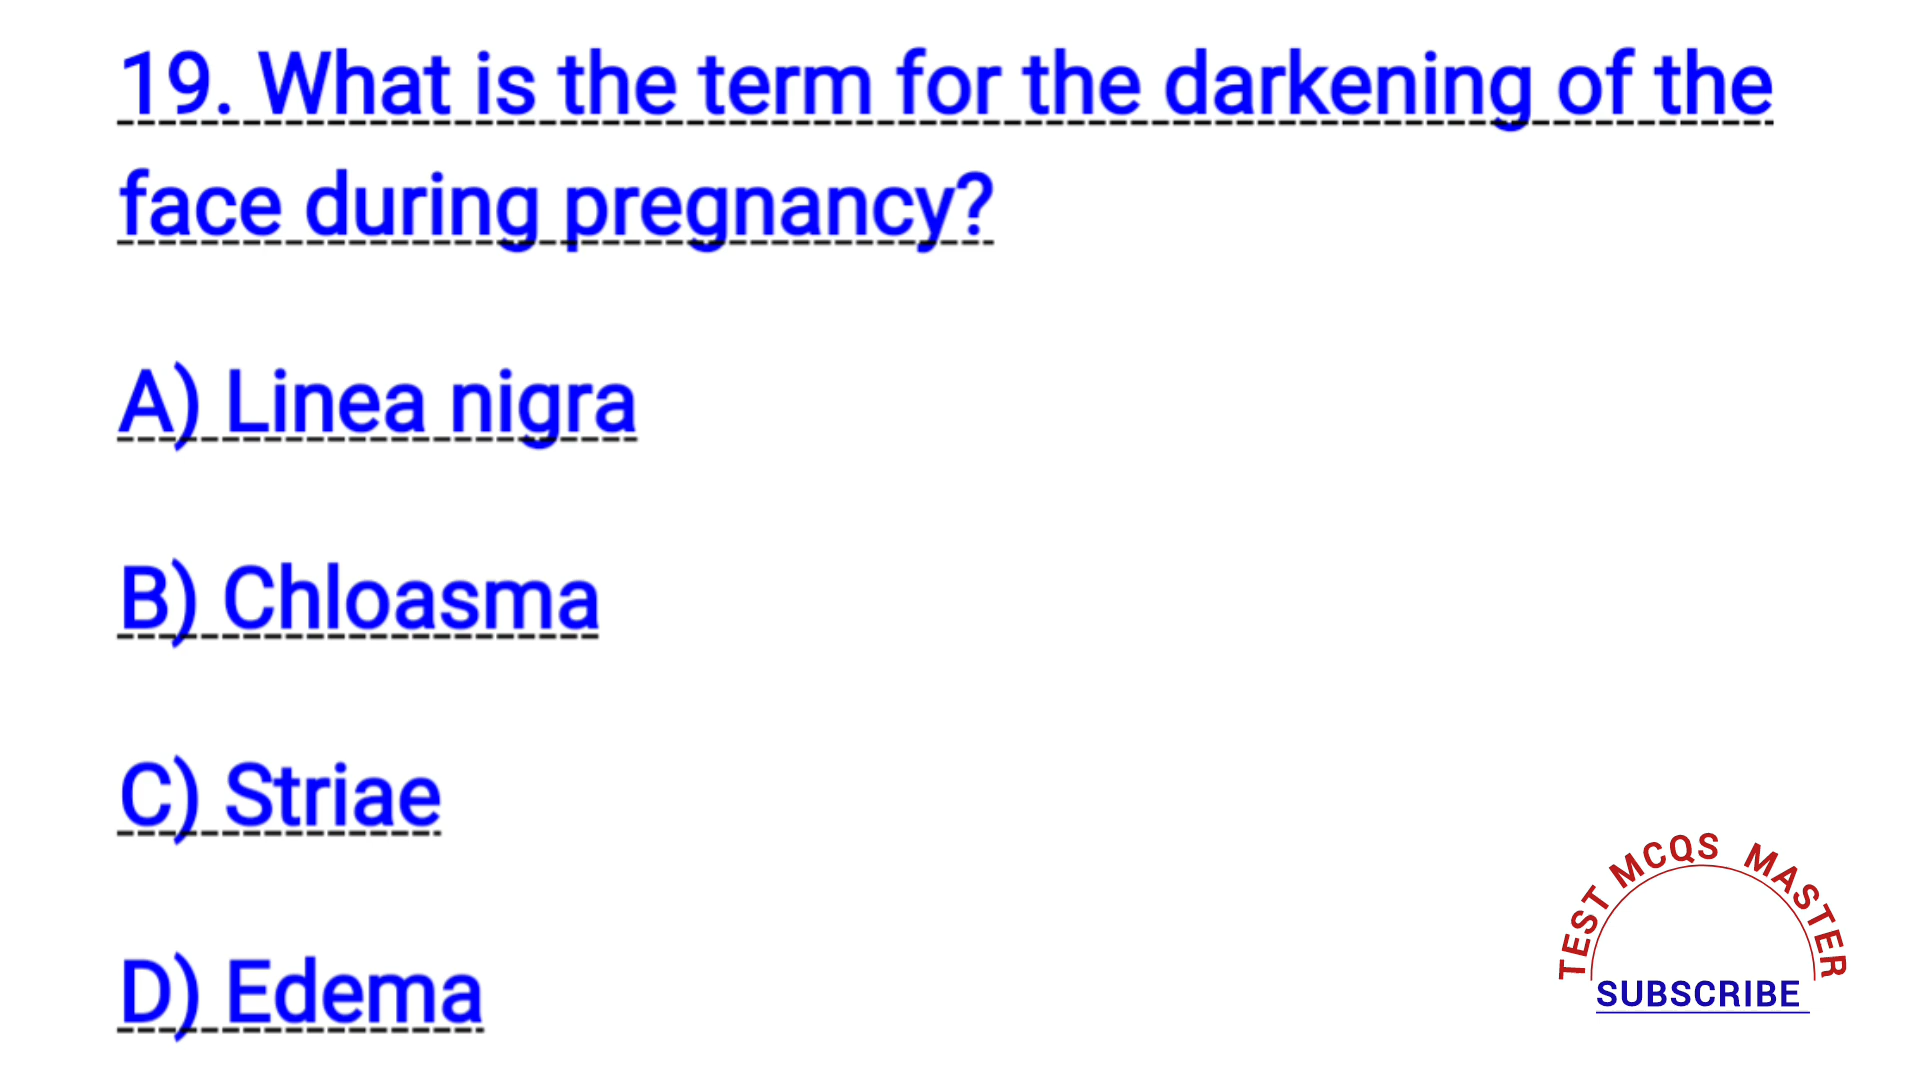 19. What is the term for the darkening of the
face during pregnancy?
A) Linea nigra
B) Chloasma
C) Striae
D) Edema
TEST MCQS MASTER
SUBSCRIBE